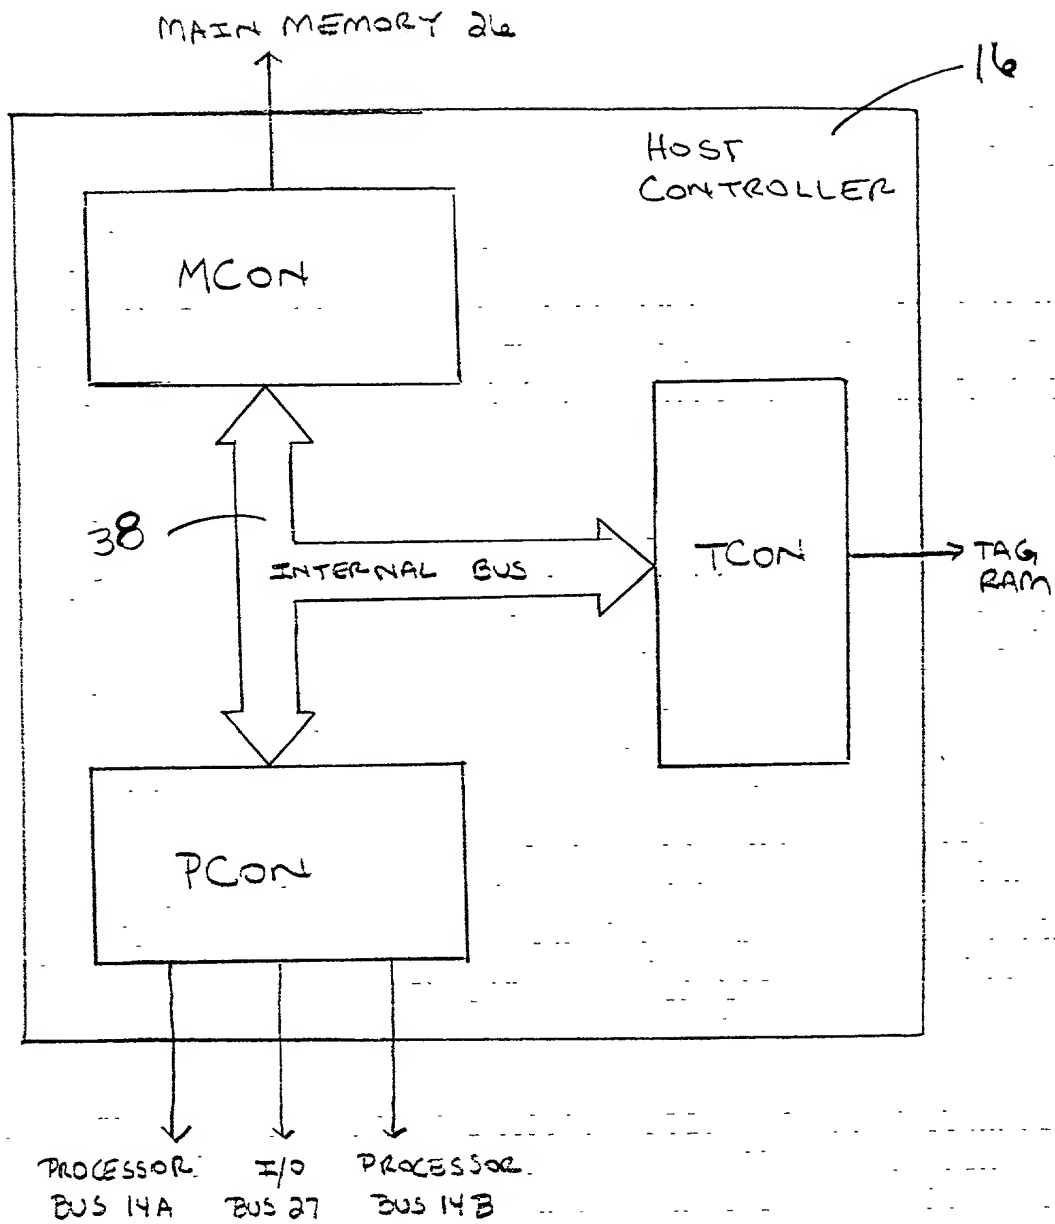 MAIN MEMORY 26
16
HOST
CONTROLLER
MCON
38
INTERNAL BUS
TCON
TAG
RAM
PCON
PROCESSOR
BUS 14A
I/O
BUS 27
PROCESSOR
BUS 14B